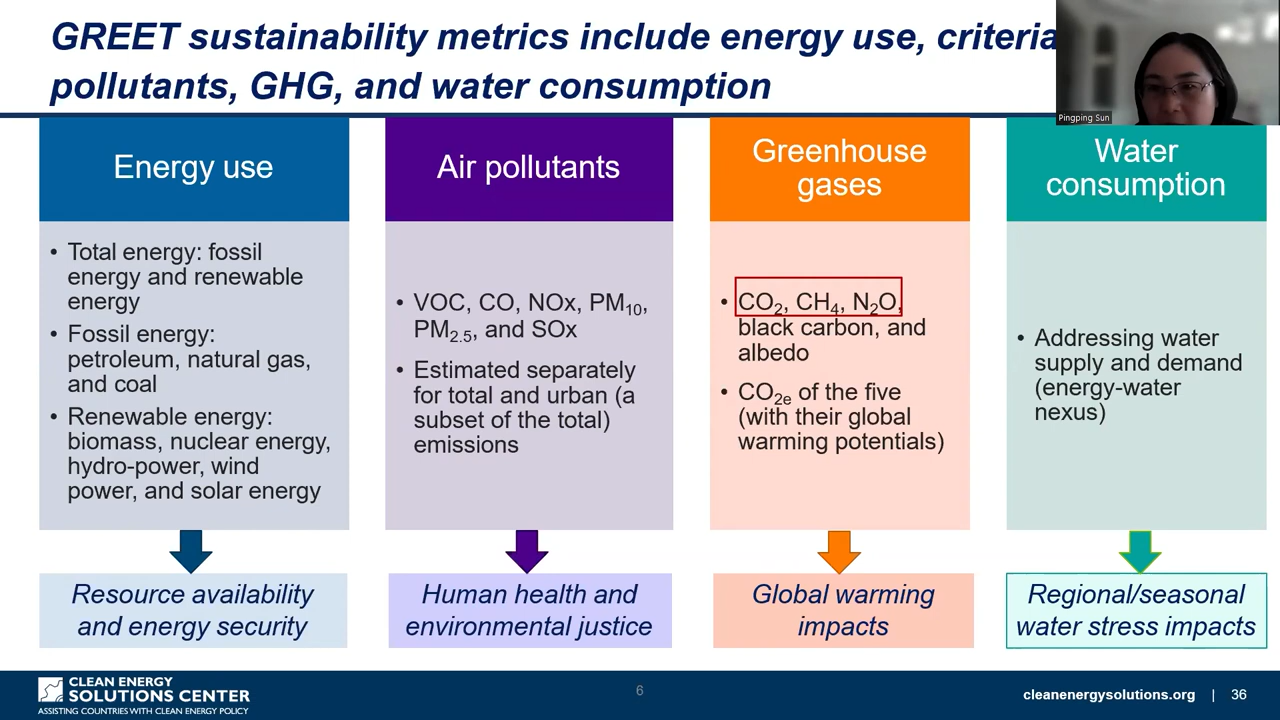 GREET sustainability metrics include energy use, criteria
pollutants, GHG, and water consumption
Pingping Sun
Energy use
• Total energy: fossil
energy and renewable
energy
• Fossil energy:
petroleum, natural gas,
and coal
• Renewable energy:
biomass, nuclear energy,
hydro-power, wind
power, and solar energy
Resource availability
and energy security
Air pollutants
• VOC, CO, NOx, PM₁₀,
PM₂.₅, and SOx
• Estimated separately
for total and urban (a
subset of the total)
emissions
Human health and
environmental justice
Greenhouse
gases
• CO₂, CH₄, N₂O,
black carbon, and
albedo
• CO₂ₑ of the five
(with their global
warming potentials)
Global warming
impacts
Water
consumption
• Addressing water
supply and demand
(energy-water
nexus)
Regional/seasonal
water stress impacts
CLEAN ENERGY
SOLUTIONS CENTER
ASSISTING COUNTRIES WITH CLEAN ENERGY POLICY
6
cleanenergysolutions.org | 36